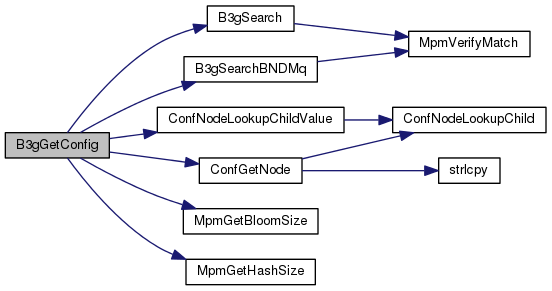 B3gGetConfig
B3gSearch
B3gSearchBNDMq
ConfNodeLookupChildValue
ConfGetNode
MpmGetBloomSize
MpmGetHashSize
MpmVerifyMatch
ConfNodeLookupChild
strlcpy